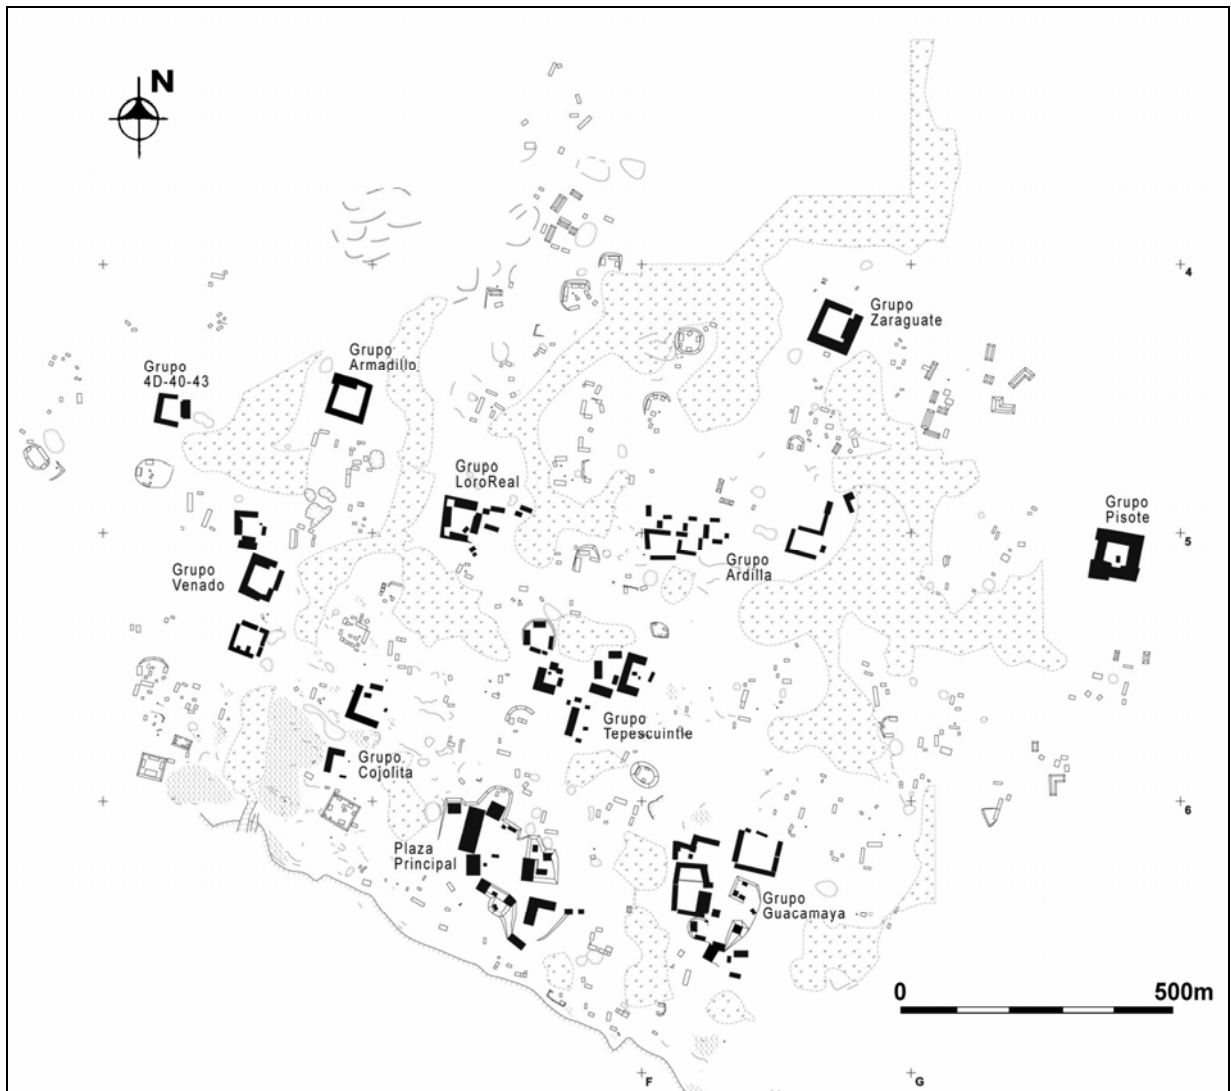 N
4
Grupo
Zaraguate
Grupo
Armadillo
Grupo
4D-40-43
Grupo
LoroReal
Grupo
Pisote
5
Grupo
Ardilla
Grupo
Venado
Grupo
Tepescuintle
Grupo
Cojolita
6
Plaza
Principal
Grupo
Guacamaya
0 500m
F G